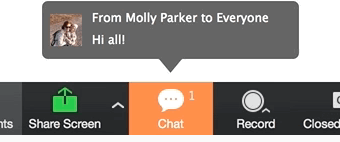 From Molly Parker to Everyone
Hi all!
1
nts
Share Screen
Chat
Record
Closed